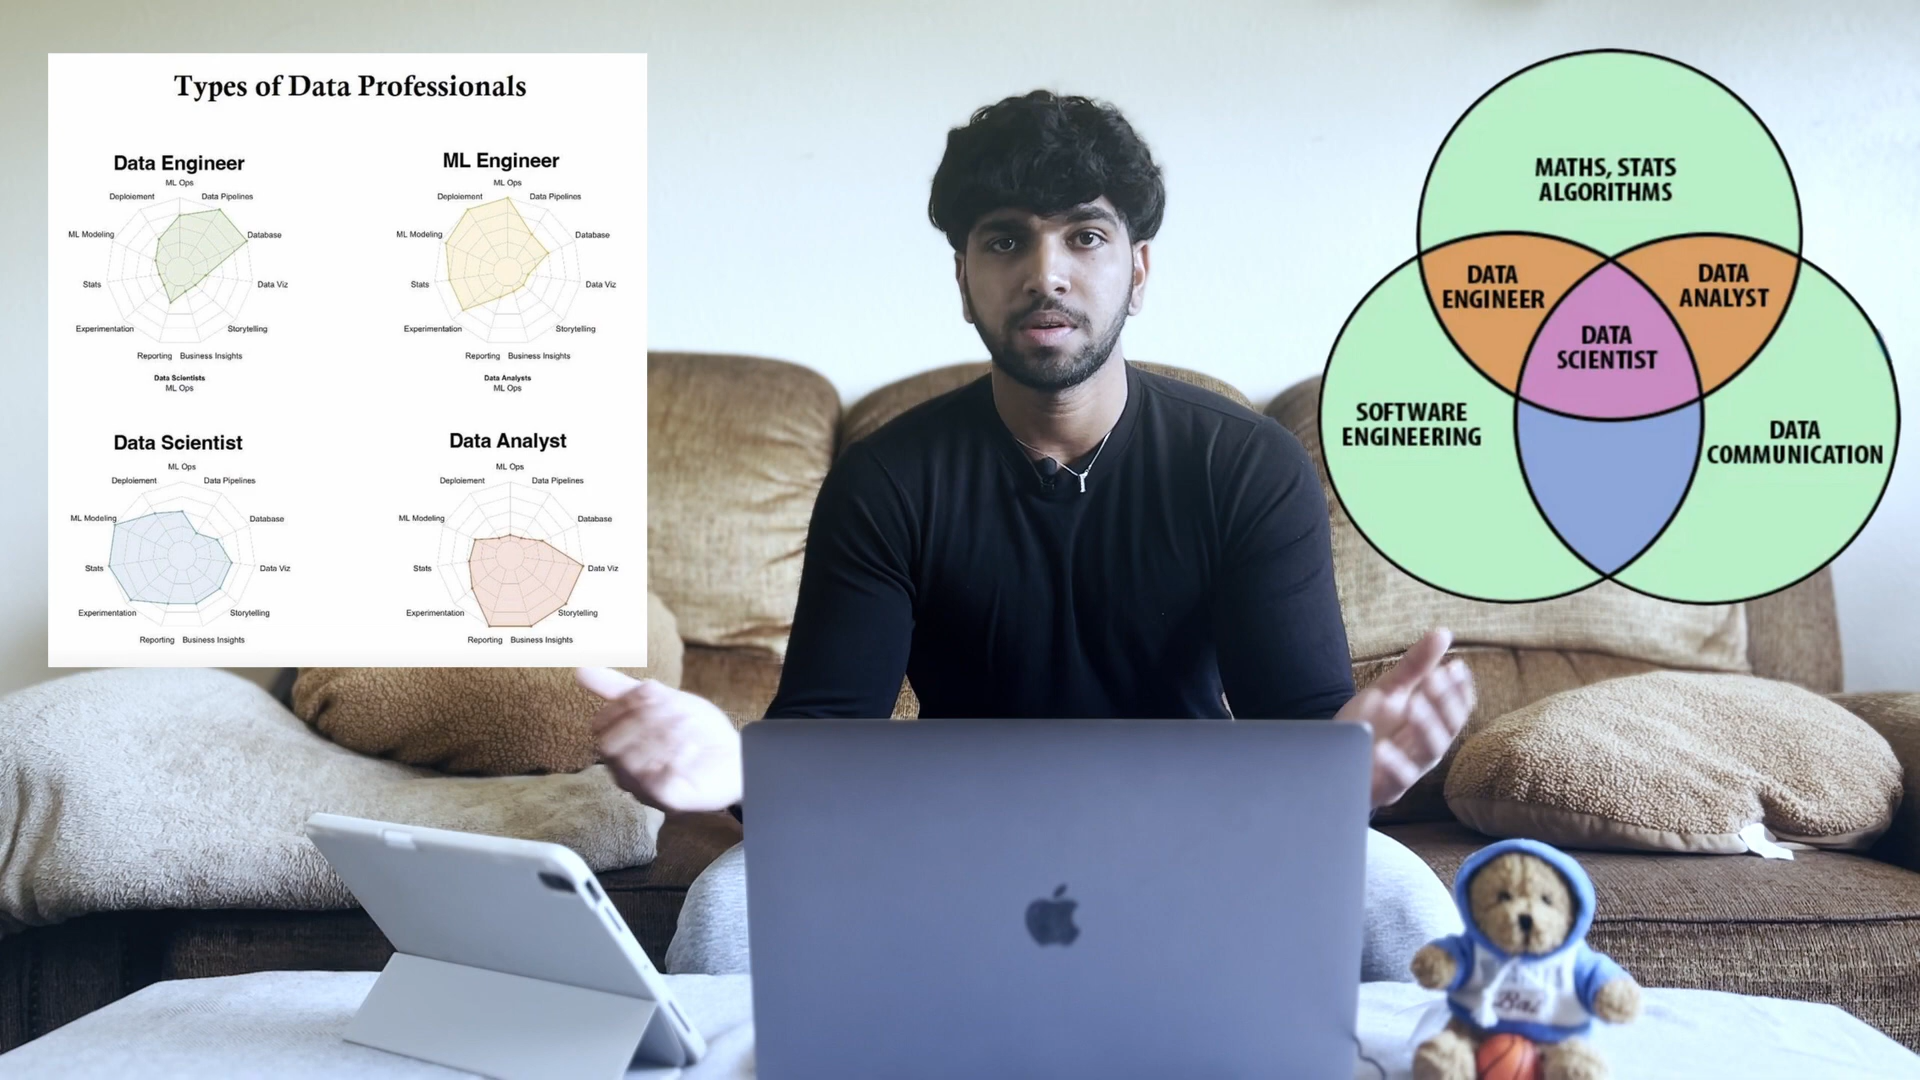 Types of Data Professionals
Data Engineer
ML Ops
Deploiement
Data Pipelines
ML Modeling
Database
Stats
Data Viz
Experimentation
Storytelling
Reporting
Business Insights
Data Scientists
ML Ops
ML Engineer
ML Ops
Deploiement
Data Pipelines
ML Modeling
Database
Stats
Data Viz
Experimentation
Storytelling
Reporting
Business Insights
Data Analysts
ML Ops
Data Scientist
ML Ops
Deploiement
Data Pipelines
ML Modeling
Database
Stats
Data Viz
Experimentation
Storytelling
Reporting
Business Insights
Data Analyst
ML Ops
Deploiement
Data Pipelines
ML Modeling
Database
Stats
Data Viz
Experimentation
Storytelling
Reporting
Business Insights
MATHS, STATS
ALGORITHMS
DATA
ENGINEER
DATA
ANALYST
DATA
SCIENTIST
SOFTWARE
ENGINEERING
DATA
COMMUNICATION